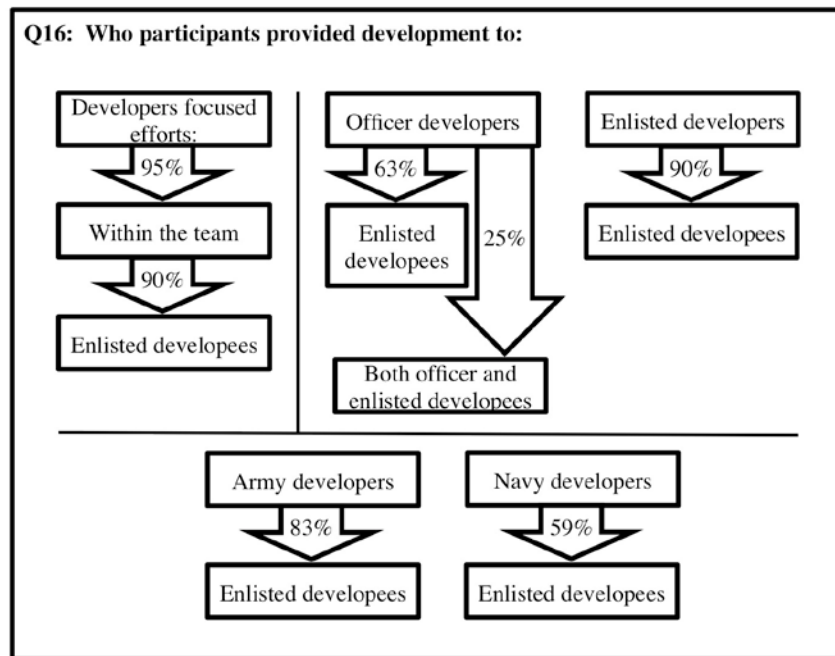 Q16:  Who participants provided development to:
Developers focused
efforts:
95%
Within the team
90%
Enlisted developees
Officer developers
63%
Enlisted
developees
25%
Both officer and
enlisted developees
Enlisted developers
90%
Enlisted developees
Army developers
83%
Enlisted developees
Navy developers
59%
Enlisted developees